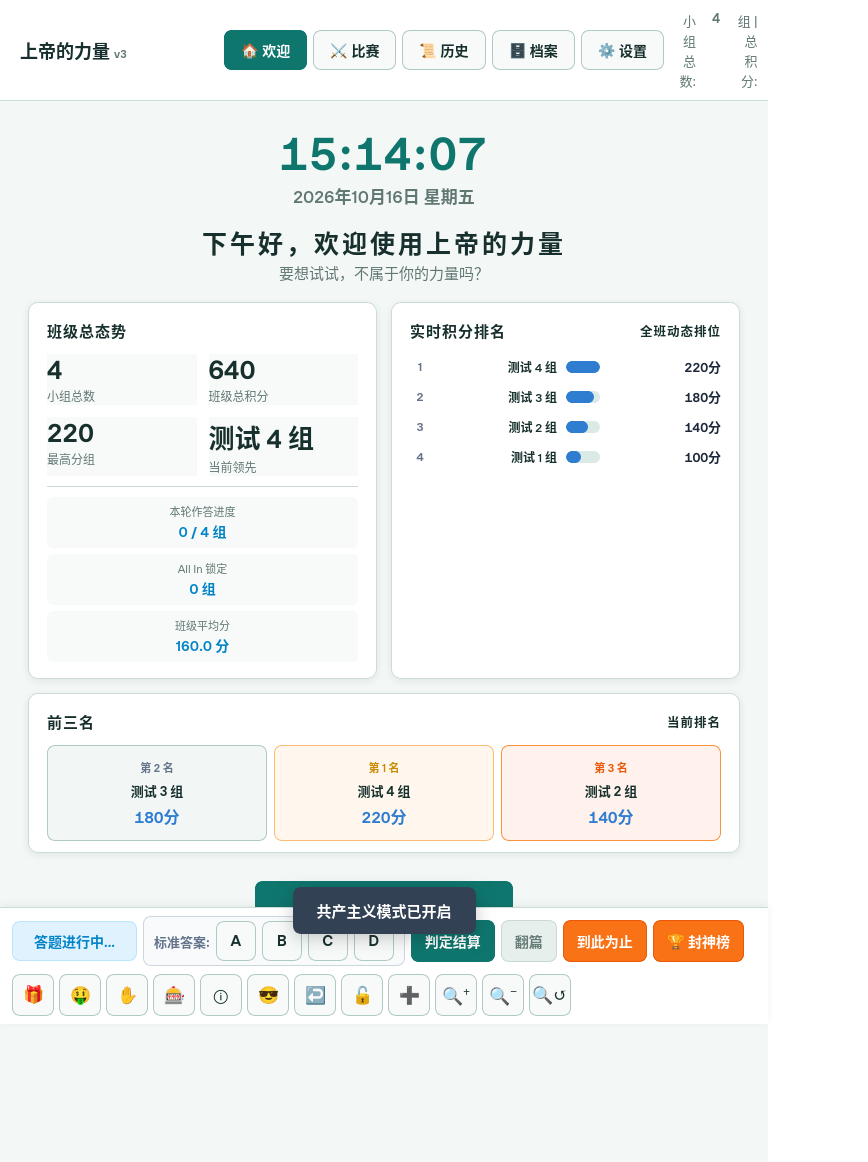 上帝的力量 v3
🏠 欢迎
⚔️ 比赛
📜 历史
🗄️ 档案
⚙️ 设置
小组总数:
4
组 | 总积分:
15:14:07
2026年10月16日 星期五
下午好，欢迎使用上帝的力量
要想试试，不属于你的力量吗?
班级总态势
4
小组总数
640
班级总积分
220
最高分组
测试 4 组
当前领先
本轮作答进度
0 / 4 组
All In 锁定
0 组
班级平均分
160.0 分
实时积分排名
全班动态排位
1 测试 4 组 220分
2 测试 3 组 180分
3 测试 2 组 140分
4 测试 1 组 100分
前三名
当前排名
第 2 名
测试 3 组
180分
第 1 名
测试 4 组
220分
第 3 名
测试 2 组
140分
共产主义模式已开启
答题进行中...
标准答案:
A
B
C
D
判定结算
翻篇
到此为止
🏆 封神榜